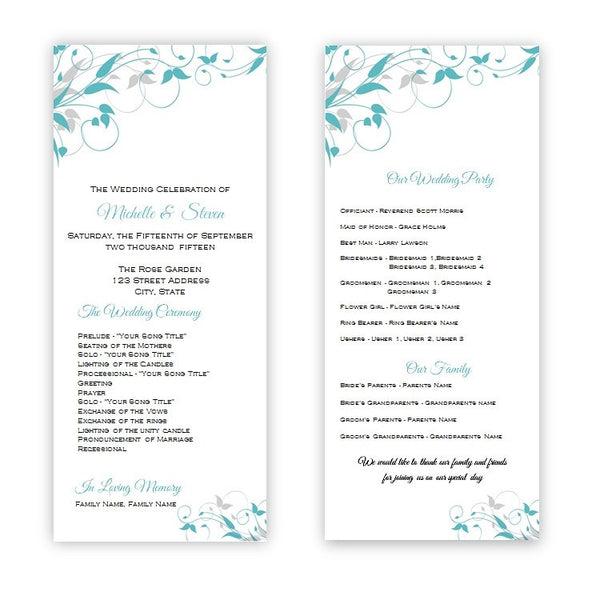 The Wedding Celebration of
Michelle & Steven
Saturday, the Fifteenth of September
two thousand fifteen
The Rose Garden
123 Street Address
City, State
The Wedding Ceremony
Prelude - "Your Song Title"
Seating of the Mothers
Solo - "Your Song Title"
Lighting of the Candles
Processional - "Your Song Title"
Greeting
Prayer
Solo - "Your Song Title"
Exchange of the Vows
Exchange of the rings
Lighting of the unity candle
Pronouncement of Marriage
Recessional
In Loving Memory
Family Name, Family Name
Our Wedding Party
Officiant - Reverend Scott Morris
Maid of Honor - Grace Holms
Best Man - Larry Lawson
Bridesmaids - Bridesmaid 1, Bridesmaid 2
Bridesmaid 3, Bridesmaid 4
Groomsmen - Groomsman 1, Groomsman 2
Groomsman 3
Flower Girl - Flower Girl's Name
Ring Bearer - Ring Bearer's Name
Ushers - Usher 1, Usher 2, Usher 3
Our Family
Bride's Parents - Parent Name
Bride's Grandparents - Grandparents name
Groom's Parents - Parent Name
Groom's Grandparents - Grandparents Name
We would like to thank our family and friends
for joining us on our special day